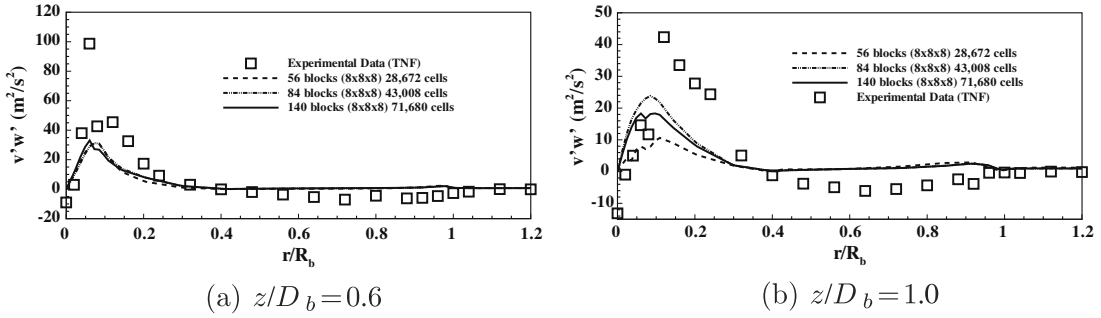 120
100
80
60
40
20
0
-20
v'w' (m²/s²)
Experimental Data (TNF)
56 blocks (8x8x8) 28,672 cells
84 blocks (8x8x8) 43,008 cells
140 blocks (8x8x8) 71,680 cells
0 0.2 0.4 0.6 0.8 1 1.2
r/R_b
(a) z/D_b = 0.6
50
40
30
20
10
0
-10
v'w' (m²/s²)
56 blocks (8x8x8) 28,672 cells
84 blocks (8x8x8) 43,008 cells
140 blocks (8x8x8) 71,680 cells
Experimental Data (TNF)
0 0.2 0.4 0.6 0.8 1 1.2
r/R_b
(b) z/D_b = 1.0